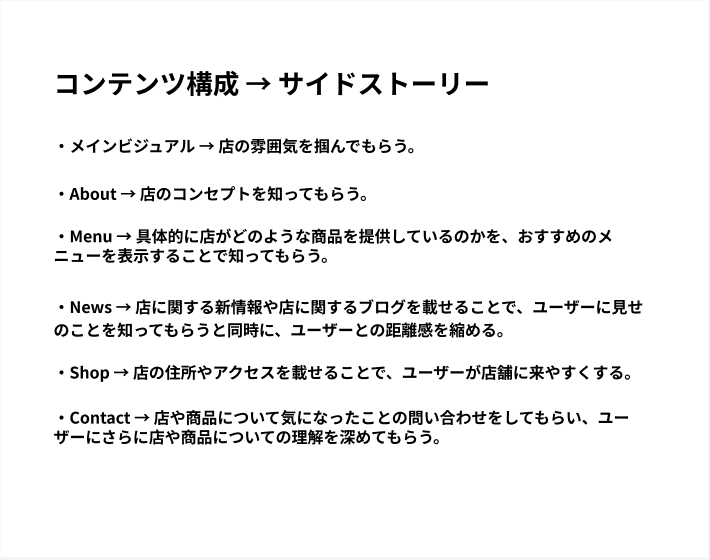 コンテンツ構成 → サイドストーリー
・メインビジュアル → 店の雰囲気を掴んでもらう。
・About → 店のコンセプトを知ってもらう。
・Menu → 具体的に店がどのような商品を提供しているのかを、おすすめのメ
ニューを表示することで知ってもらう。
・News → 店に関する新情報や店に関するブログを載せることで、ユーザーに見せ
のことを知ってもらうと同時に、ユーザーとの距離感を縮める。
・Shop → 店の住所やアクセスを載せることで、ユーザーが店舗に来やすくする。
・Contact → 店や商品について気になったことの問い合わせをしてもらい、ユー
ザーにさらに店や商品についての理解を深めてもらう。